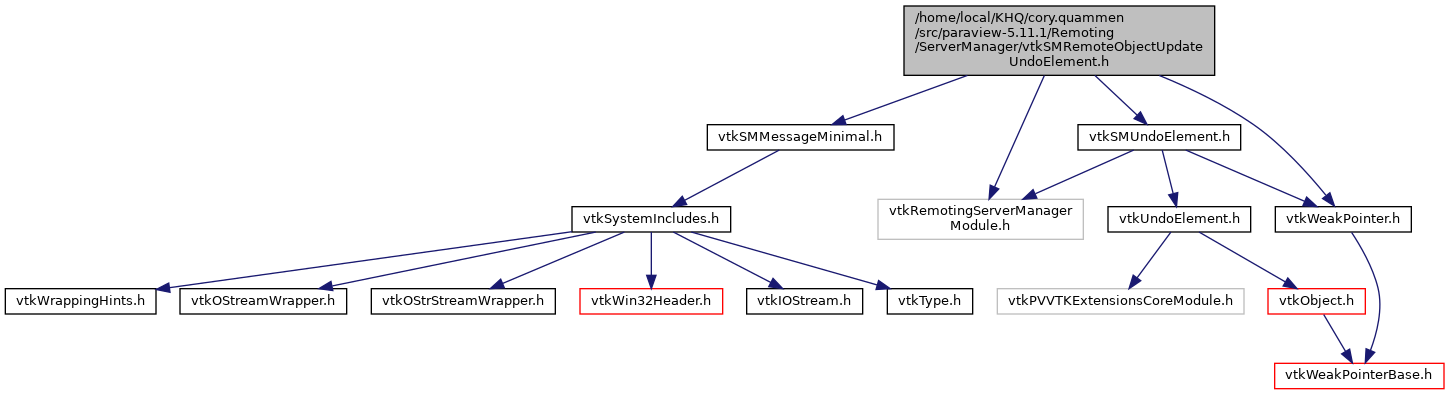 /home/local/KHQ/cory.quammen
/src/paraview-5.11.1/Remoting
/ServerManager/vtkSMRemoteObjectUpdate
UndoElement.h
vtkSMMessageMinimal.h
vtkSMUndoElement.h
vtkSystemIncludes.h
vtkRemotingServerManager
Module.h
vtkUndoElement.h
vtkWeakPointer.h
vtkWrappingHints.h
vtkOStreamWrapper.h
vtkOStrStreamWrapper.h
vtkWin32Header.h
vtkIOStream.h
vtkType.h
vtkPVVTKExtensionsCoreModule.h
vtkObject.h
vtkWeakPointerBase.h